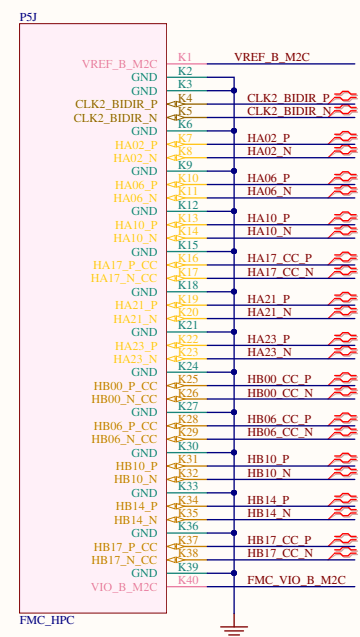 P5J
VREF_B_M2C K1 VREF_B_M2C
GND K2
GND K3
CLK2_BIDIR_P K4 CLK2_BIDIR_P
CLK2_BIDIR_N K5 CLK2_BIDIR_N
GND K6
HA02_P K7 HA02_P
HA02_N K8 HA02_N
GND K9
HA06_P K10 HA06_P
HA06_N K11 HA06_N
GND K12
HA10_P K13 HA10_P
HA10_N K14 HA10_N
GND K15
HA17_P_CC K16 HA17_CC_P
HA17_N_CC K17 HA17_CC_N
GND K18
HA21_P K19 HA21_P
HA21_N K20 HA21_N
GND K21
HA23_P K22 HA23_P
HA23_N K23 HA23_N
GND K24
HB00_P_CC K25 HB00_CC_P
HB00_N_CC K26 HB00_CC_N
GND K27
HB06_P_CC K28 HB06_CC_P
HB06_N_CC K29 HB06_CC_N
GND K30
HB10_P K31 HB10_P
HB10_N K32 HB10_N
GND K33
HB14_P K34 HB14_P
HB14_N K35 HB14_N
GND K36
HB17_P_CC K37 HB17_CC_P
HB17_N_CC K38 HB17_CC_N
GND K39
VIO_B_M2C K40 FMC_VIO_B_M2C
FMC_HPC